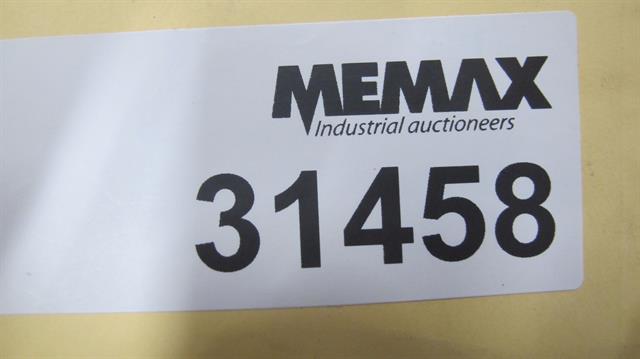 MEMAX
Industrial auctioneers
31458